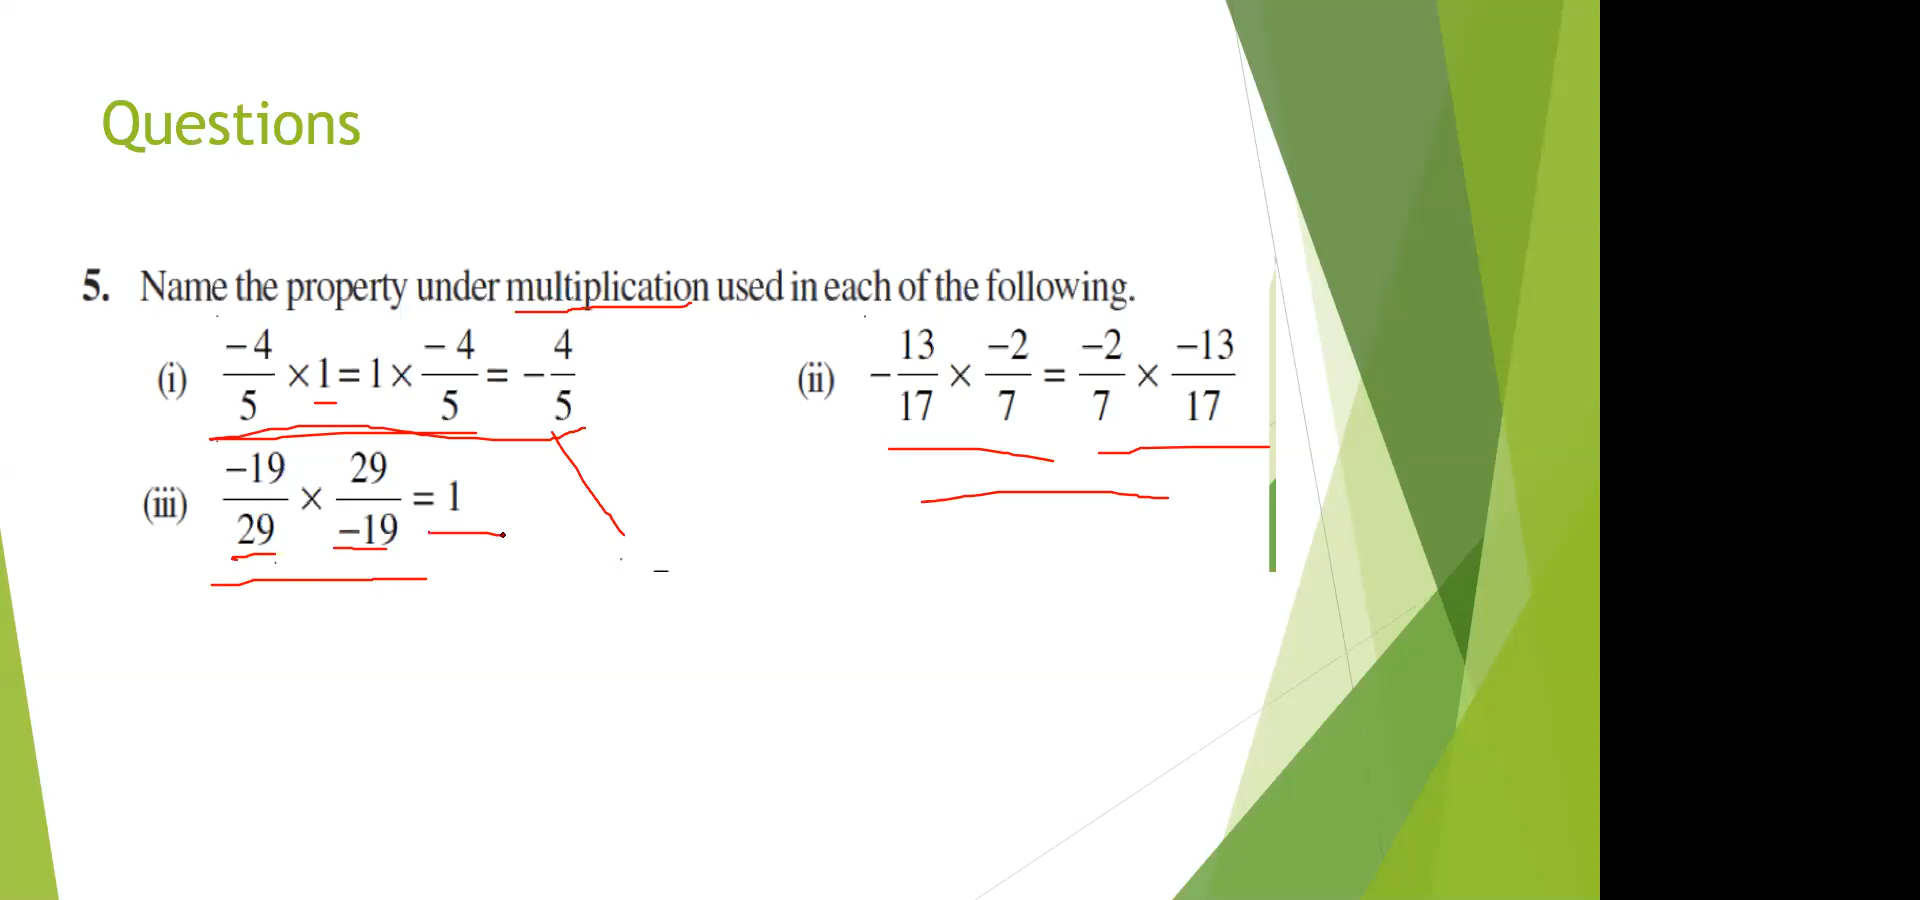 Questions
5. Name the property under multiplication used in each of the following.
(i) −4/5 × 1 = 1 × −4/5 = −4/5
(ii) −13/17 × −2/7 = −2/7 × −13/17
(iii) −19/29 × 29/−19 = 1